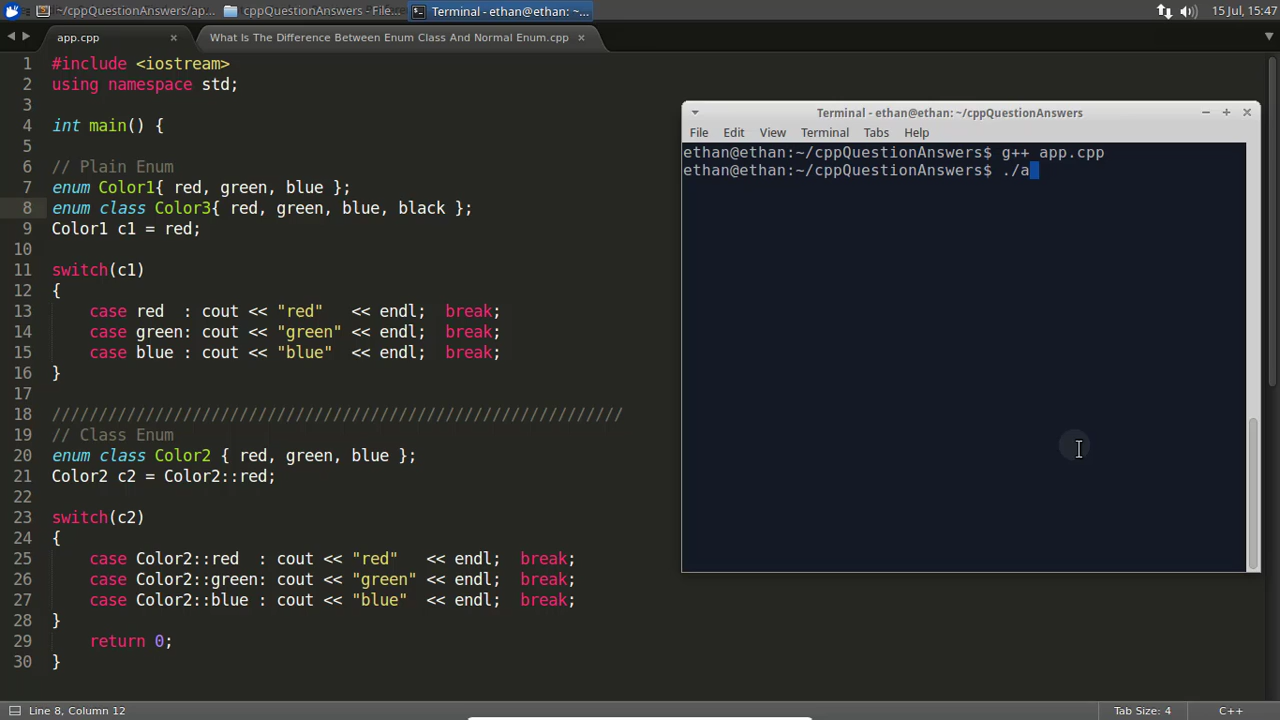 ~/cppQuestionAnswers/ap... cppQuestionAnswers - File... Terminal - ethan@ethan: ~... 15 Jul, 15:47
app.cpp × What Is The Difference Between Enum Class And Normal Enum.cpp ×
1 #include <iostream>
2 using namespace std;
3
4 int main() {
5
6 // Plain Enum
7 enum Color1{ red, green, blue };
8 enum class Color3{ red, green, blue, black };
9 Color1 c1 = red;
10
11 switch(c1)
12 {
13 case red : cout << "red" << endl; break;
14 case green: cout << "green" << endl; break;
15 case blue : cout << "blue" << endl; break;
16 }
17
18 /////////////////////////////////////////////////////////////
19 // Class Enum
20 enum class Color2 { red, green, blue };
21 Color2 c2 = Color2::red;
22
23 switch(c2)
24 {
25 case Color2::red : cout << "red" << endl; break;
26 case Color2::green: cout << "green" << endl; break;
27 case Color2::blue : cout << "blue" << endl; break;
28 }
29 return 0;
30 }
Terminal - ethan@ethan: ~/cppQuestionAnswers
File Edit View Terminal Tabs Help
ethan@ethan:~/cppQuestionAnswers$ g++ app.cpp
ethan@ethan:~/cppQuestionAnswers$ ./a
Line 8, Column 12 Tab Size: 4 C++